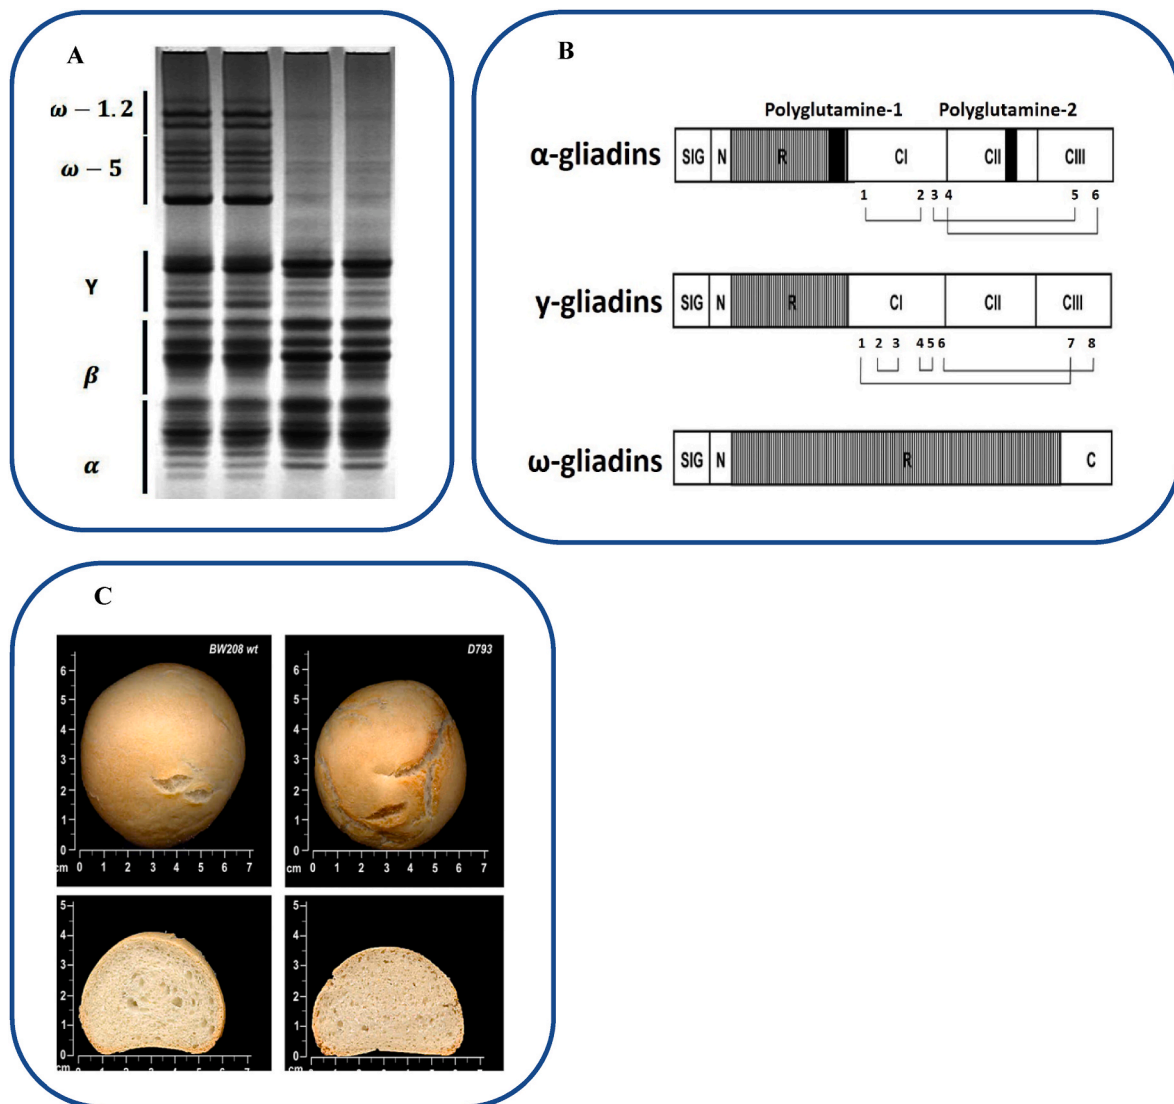 A
ω − 1.2
ω − 5
Y
β
α
B
Polyglutamine-1 Polyglutamine-2
α-gliadins SIG N R CI CII CIII
1 2 3 4 5 6
γ-gliadins SIG N R CI CII CIII
1 2 3 4 5 6 7 8
ω-gliadins SIG N R C
C
BW208 wt
6
5
4
3
2
1
0
cm 0 1 2 3 4 5 6 7
D793
6
5
4
3
2
1
0
cm 0 1 2 3 4 5 6 7
5
4
3
2
1
0
5
4
3
2
1
0